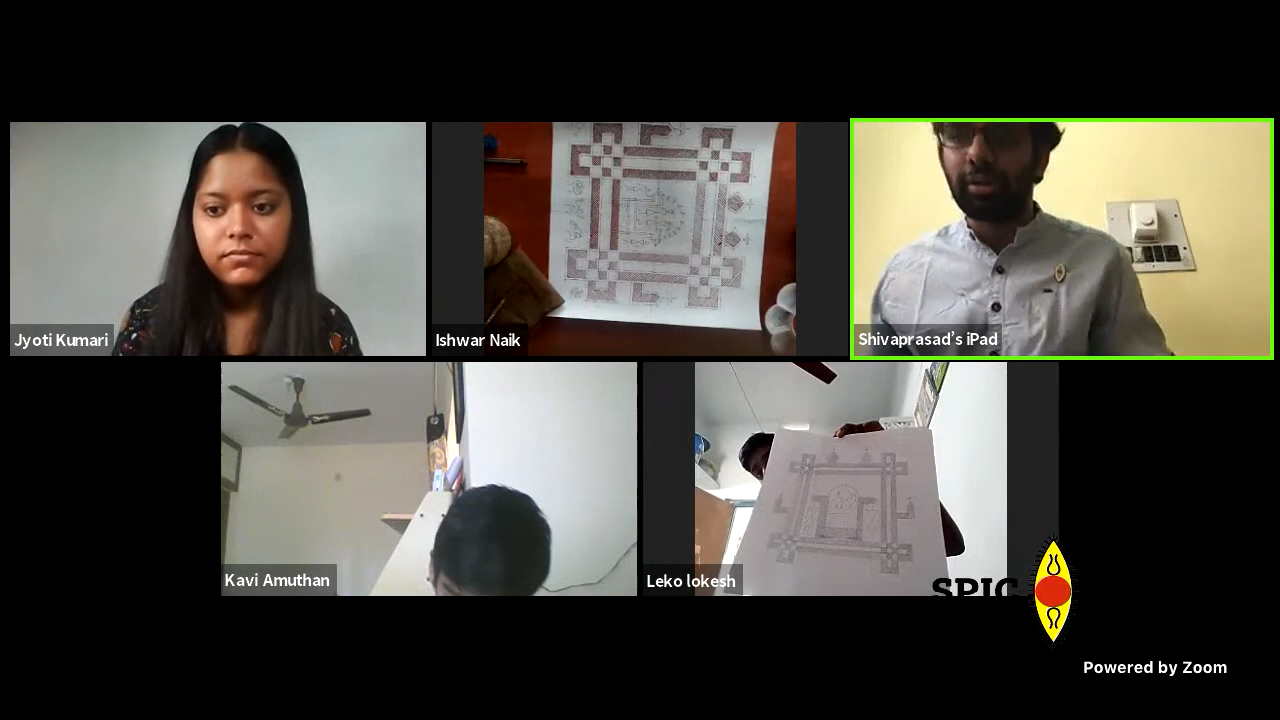 Jyoti Kumari
Ishwar Naik
Shivaprasad's iPad
Kavi Amuthan
Leko lokesh
SPIC
Powered by Zoom